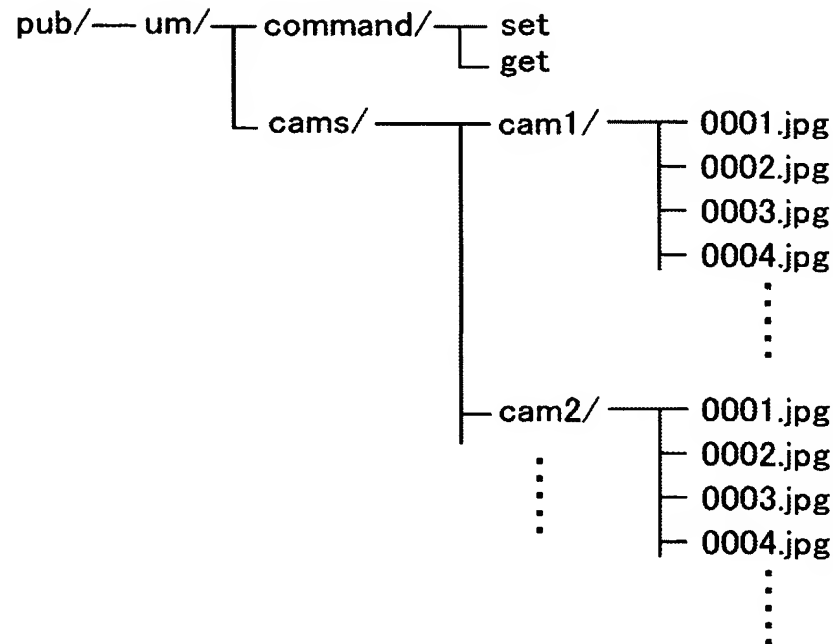 pub/ um/ command/ set
get
cams/ cam1/ 0001.jpg
0002.jpg
0003.jpg
0004.jpg
cam2/ 0001.jpg
0002.jpg
0003.jpg
0004.jpg